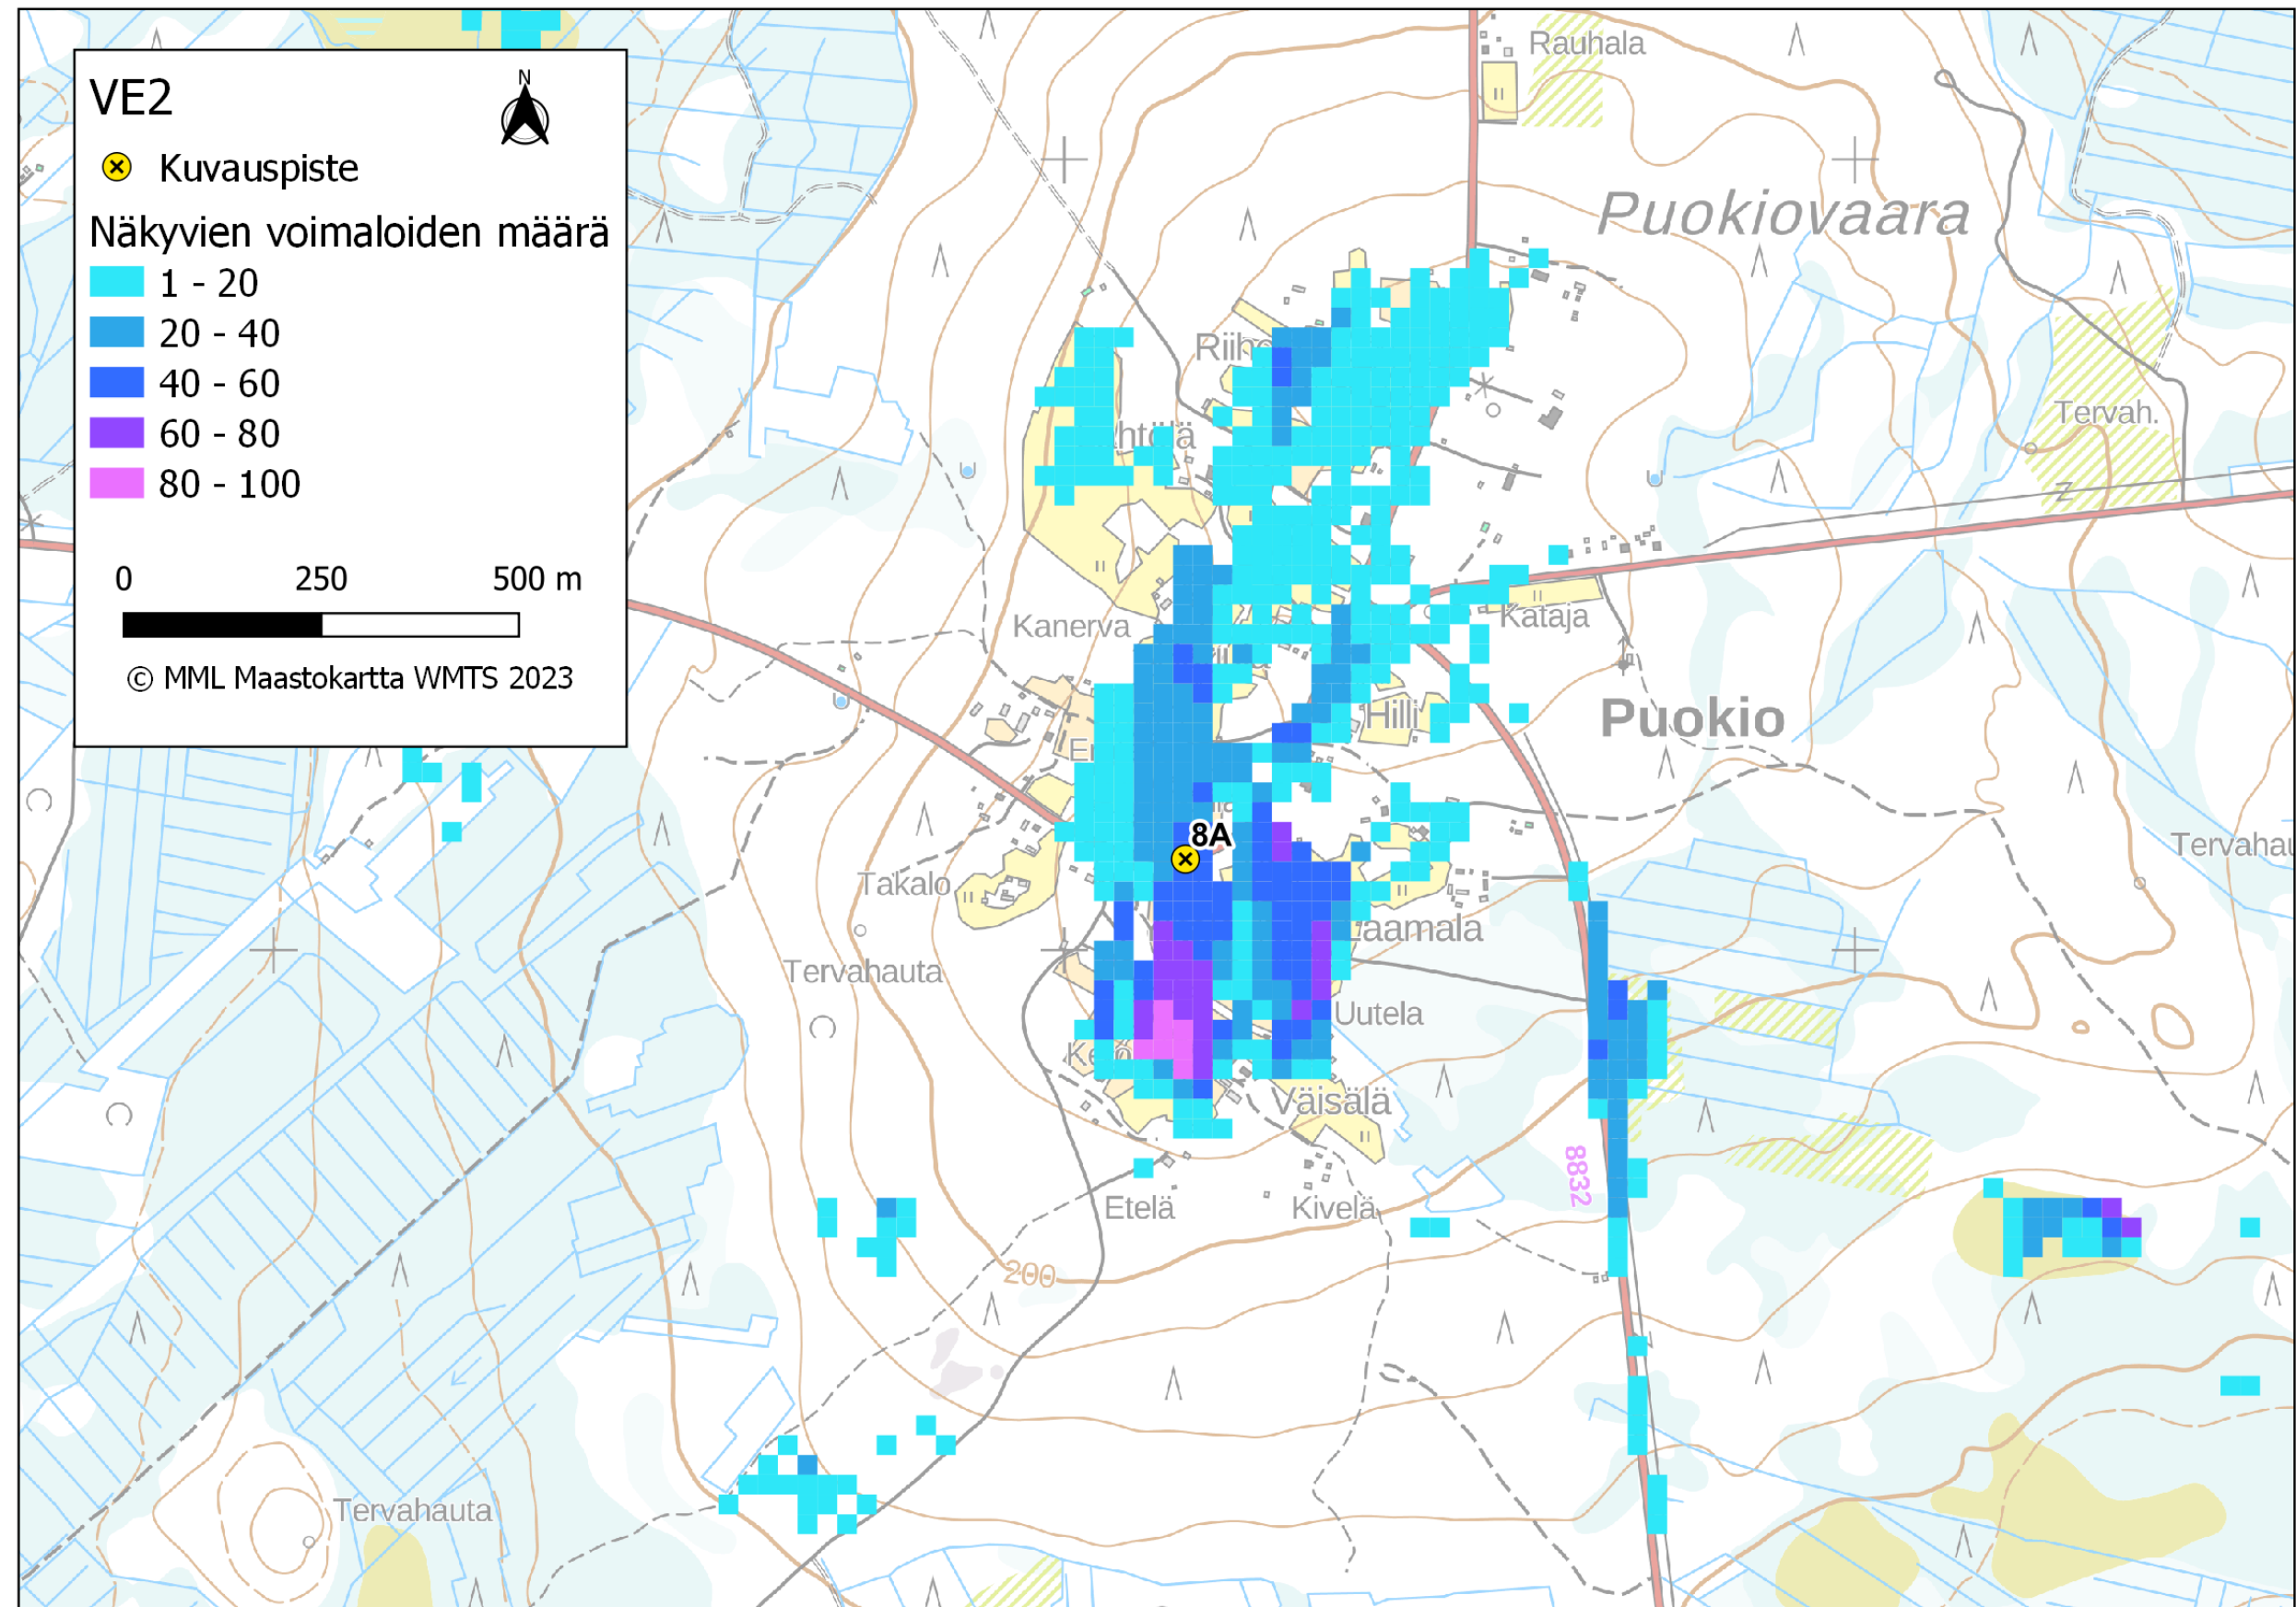 VE2
N
Kuvauspiste
Näkyvien voimaloiden määrä
1 - 20
20 - 40
40 - 60
60 - 80
80 - 100
0 250 500 m
© MML Maastokartta WMTS 2023
Rauhala
Puokiovaara
Tervah.
Kanerva
Kataja
Hilli
Puokio
8A
Takalo
Tervahau
Tervahauta
Uutela
Väisälä
8832
Etelä
Kivelä
200
Tervahauta